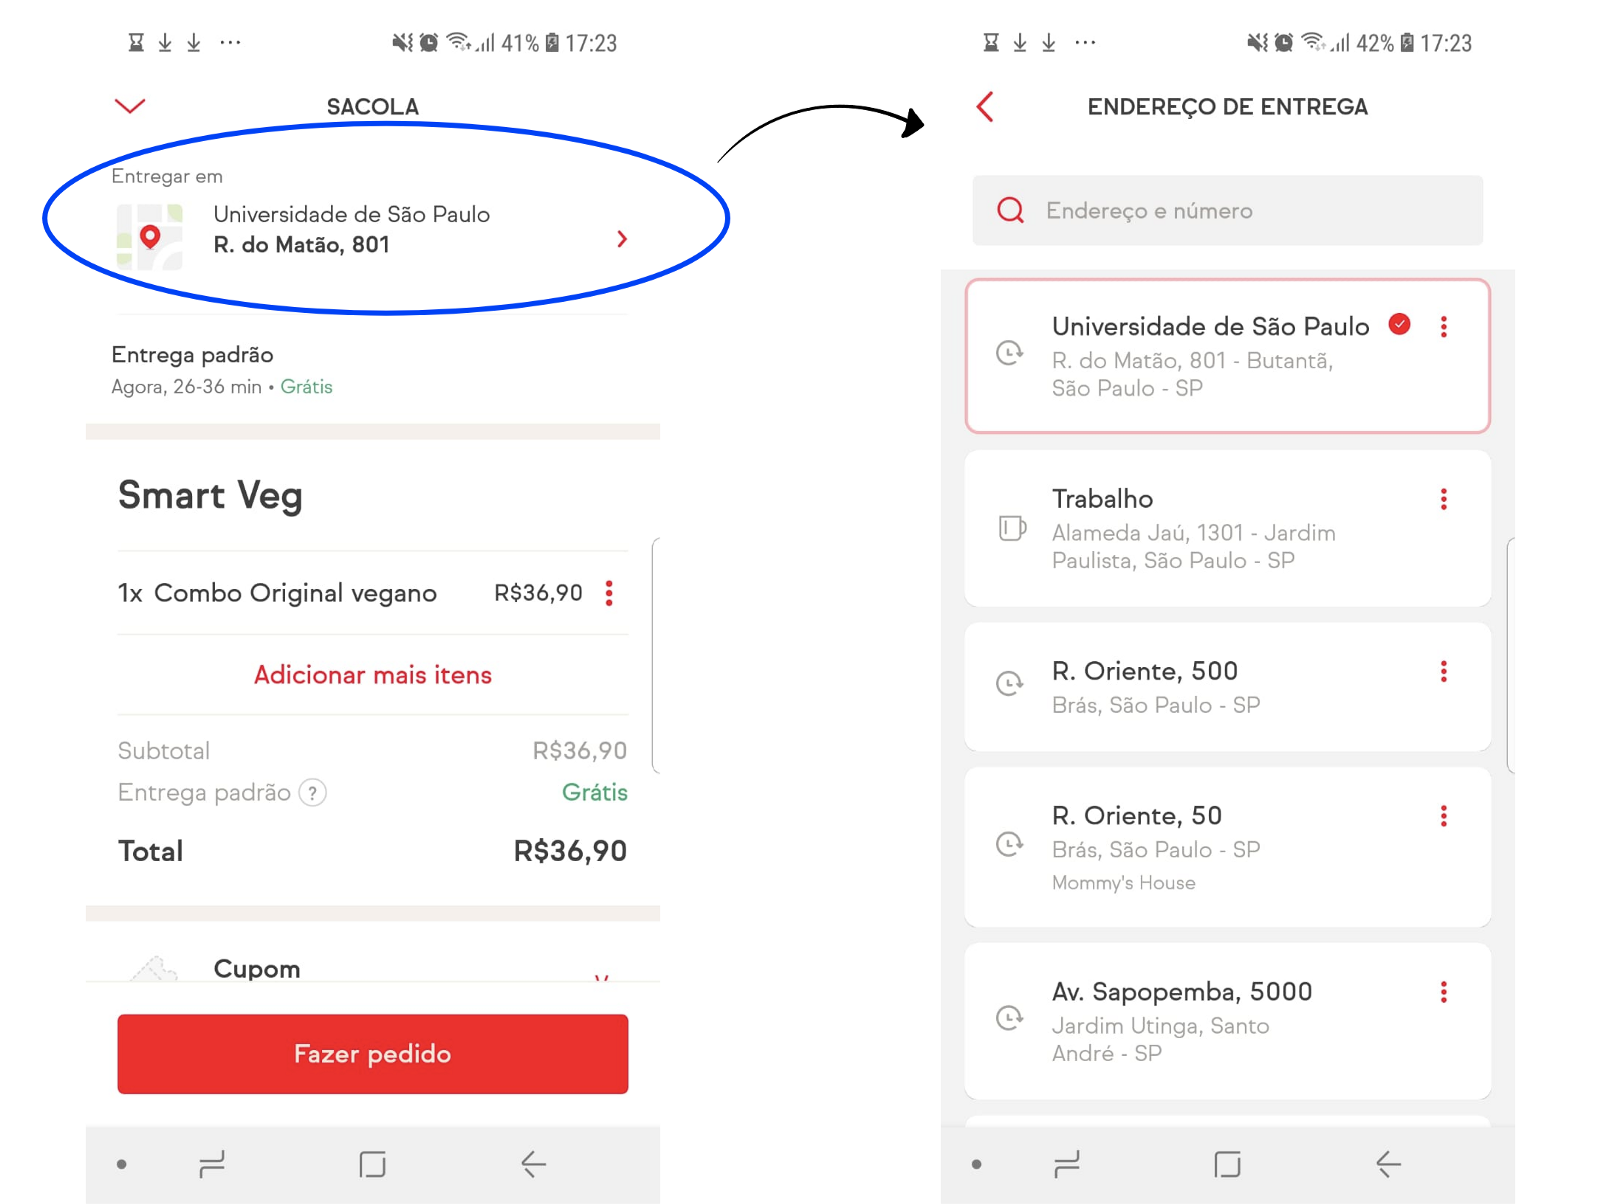 41% 17:23
SACOLA
Entregar em
Universidade de São Paulo
R. do Matão, 801
Entrega padrão
Agora, 26-36 min • Grátis
Smart Veg
1x Combo Original vegano R$36,90
Adicionar mais itens
Subtotal R$36,90
Entrega padrão ? Grátis
Total R$36,90
Cupom
Fazer pedido
42% 17:23
ENDEREÇO DE ENTREGA
Endereço e número
Universidade de São Paulo
R. do Matão, 801 - Butantã,
São Paulo - SP
Trabalho
Alameda Jaú, 1301 - Jardim
Paulista, São Paulo - SP
R. Oriente, 500
Brás, São Paulo - SP
R. Oriente, 50
Brás, São Paulo - SP
Mommy's House
Av. Sapopemba, 5000
Jardim Utinga, Santo
André - SP